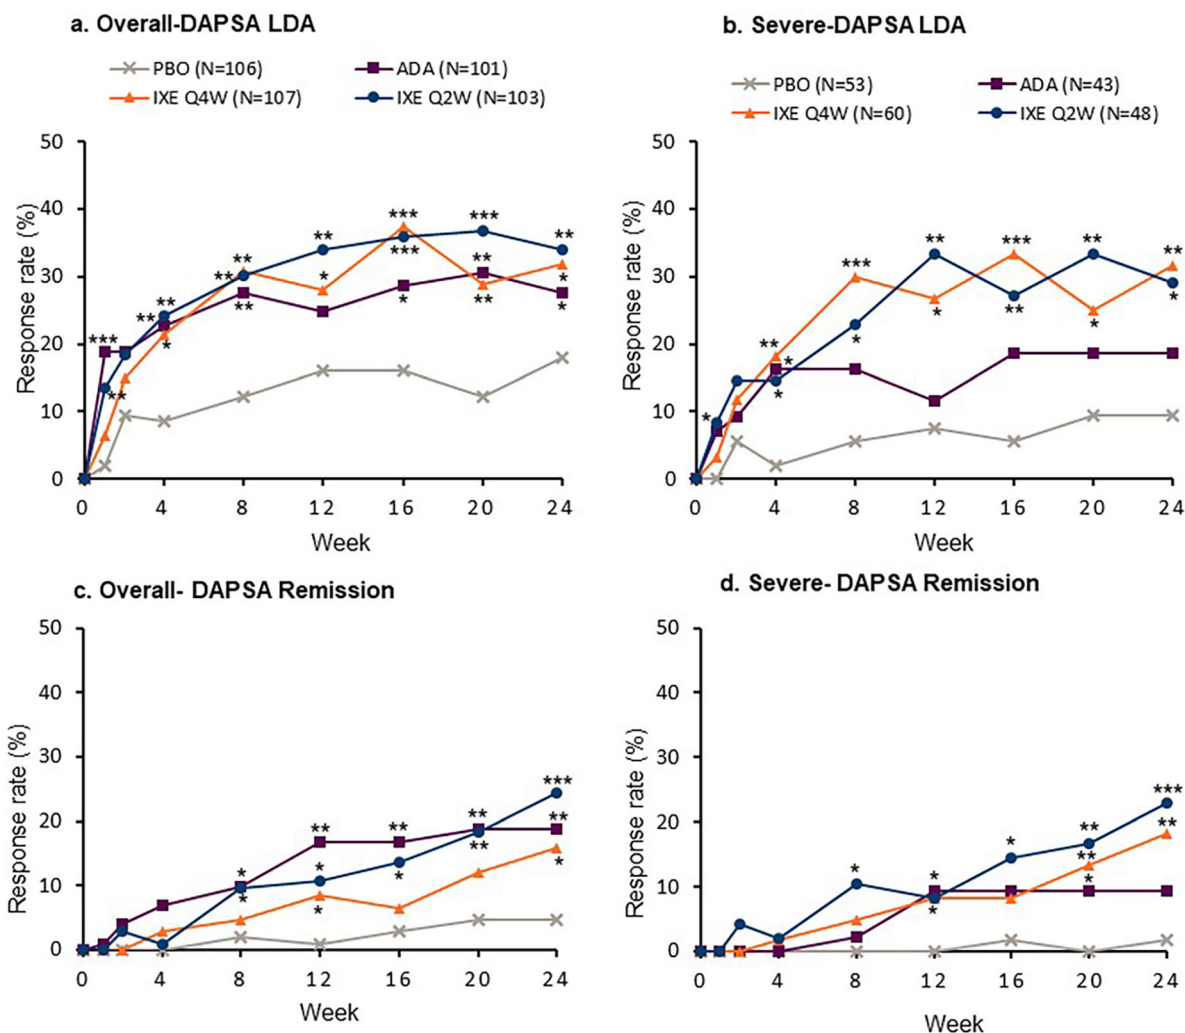 a. Overall-DAPSA LDA
PBO (N=106) ADA (N=101)
IXE Q4W (N=107) IXE Q2W (N=103)
50
40
30
20
10
0
Response rate (%)
*** ** ** ** ** ** ** ** * *** *** * *** ** ** ** * *
* **
0 4 8 12 16 20 24
Week
b. Severe-DAPSA LDA
PBO (N=53) ADA (N=43)
IXE Q4W (N=60) IXE Q2W (N=48)
50
40
30
20
10
0
Response rate (%)
* ** * * *** * ** * *** ** ** * ** *
0 4 8 12 16 20 24
Week
c. Overall- DAPSA Remission
50
40
30
20
10
0
Response rate (%)
* * ** * * ** * ** ** *** ** *
0 4 8 12 16 20 24
Week
d. Severe- DAPSA Remission
50
40
30
20
10
0
Response rate (%)
* * * * ** ** * *** **
0 4 8 12 16 20 24
Week